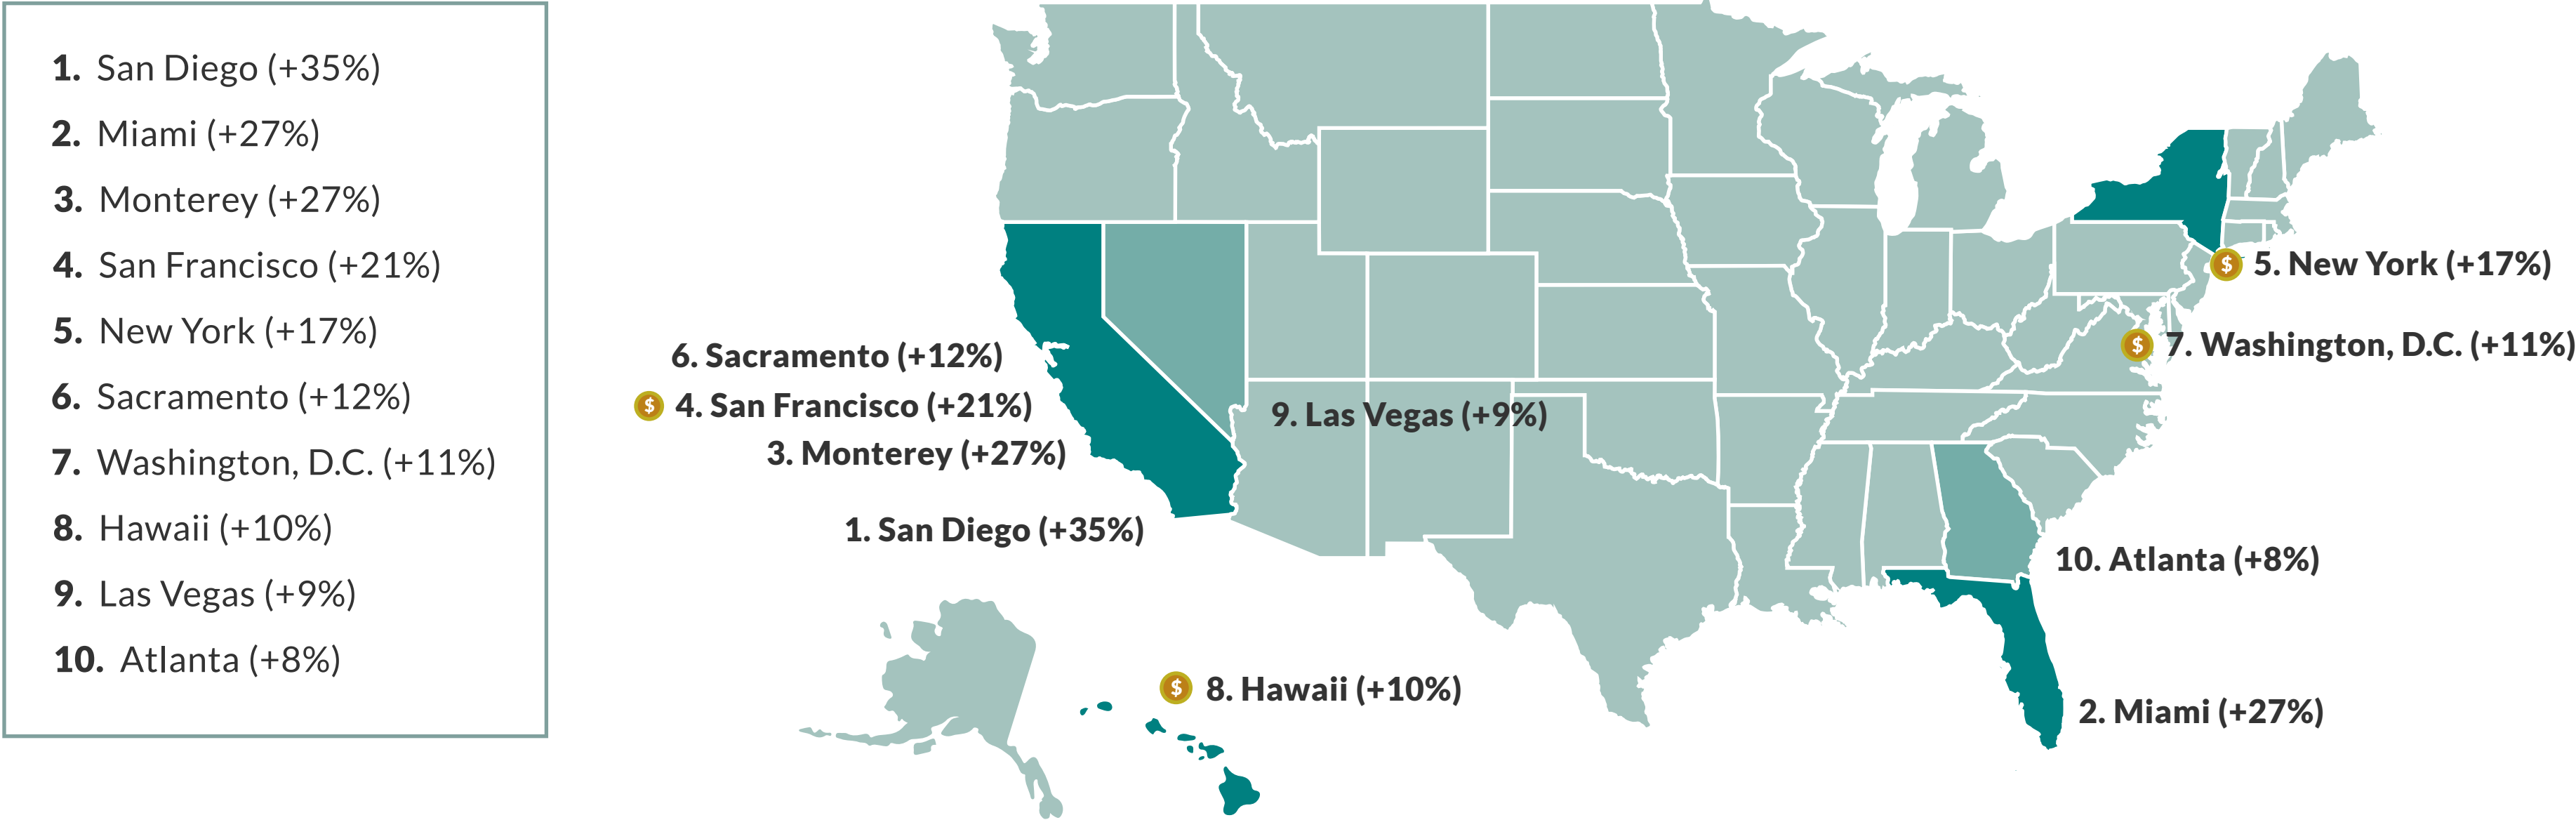 1. San Diego (+35%)
2. Miami (+27%)
3. Monterey (+27%)
4. San Francisco (+21%)
5. New York (+17%)
6. Sacramento (+12%)
7. Washington, D.C. (+11%)
8. Hawaii (+10%)
9. Las Vegas (+9%)
10. Atlanta (+8%)
$ 5. New York (+17%)
$ 7. Washington, D.C. (+11%)
6. Sacramento (+12%)
$ 4. San Francisco (+21%)
9. Las Vegas (+9%)
3. Monterey (+27%)
1. San Diego (+35%)
10. Atlanta (+8%)
$ 8. Hawaii (+10%)
2. Miami (+27%)